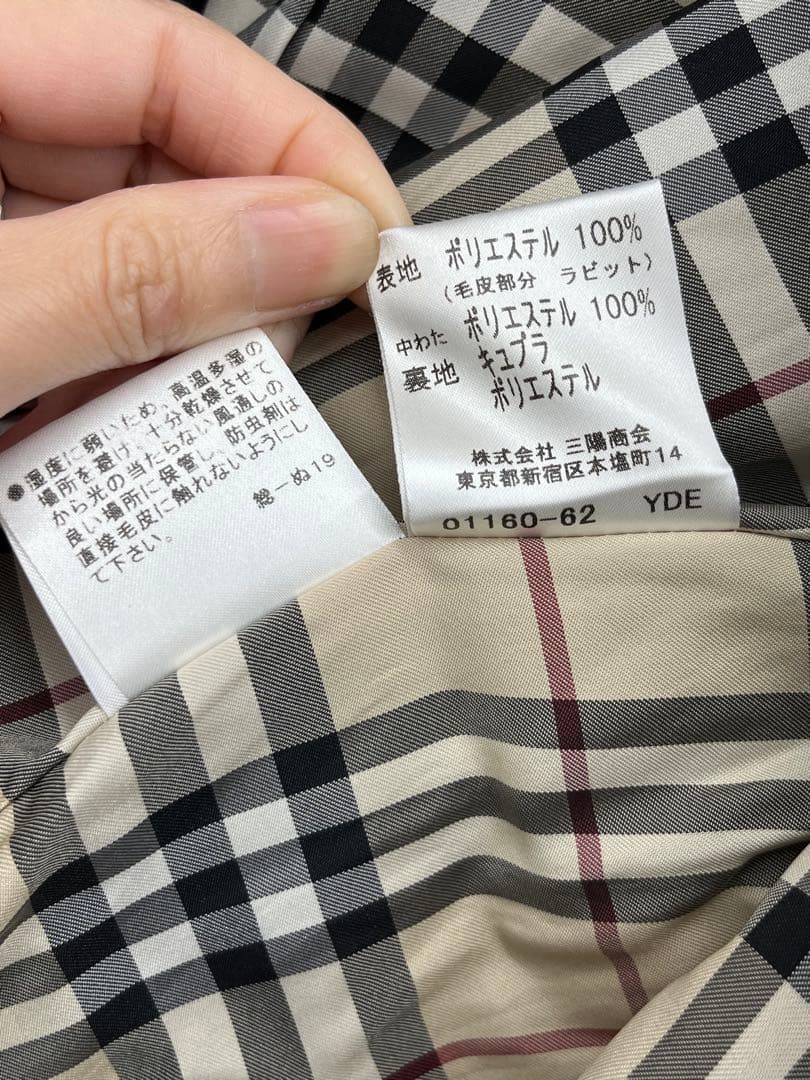 ●湿度に弱いため、高温多湿の
場所を避け、十分乾燥させて
から光の当たらない風通しの
良い場所に保管し、防虫剤は
直接毛皮に触れないようにし
て下さい。
総ーぬ19
表地 ポリエステル 100%
(毛皮部分 ラビット)
中わた ポリエステル 100%
裏地 キュプラ
ポリエステル
株式会社 三陽商会
東京都新宿区本塩町14
01160-62 YDE